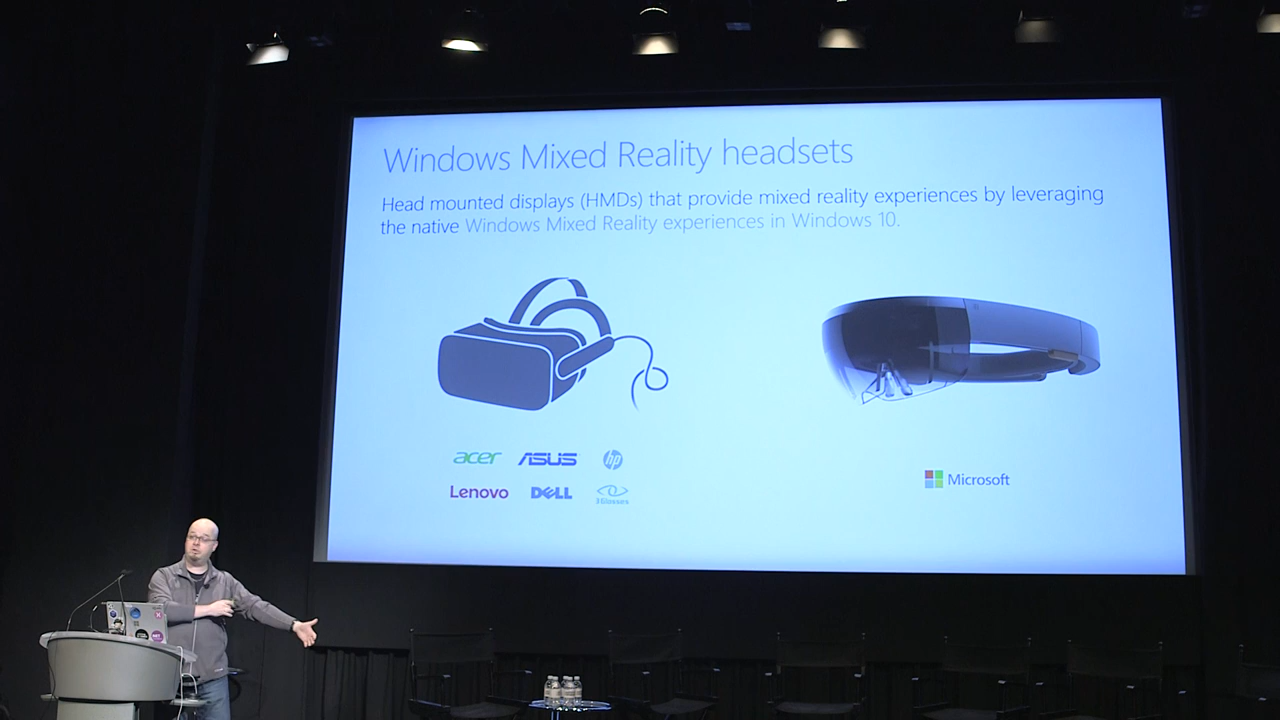 Windows Mixed Reality headsets
Head mounted displays (HMDs) that provide mixed reality experiences by leveraging
the native Windows Mixed Reality experiences in Windows 10.
acer ASUS hp
Lenovo DELL 3Glasses
Microsoft